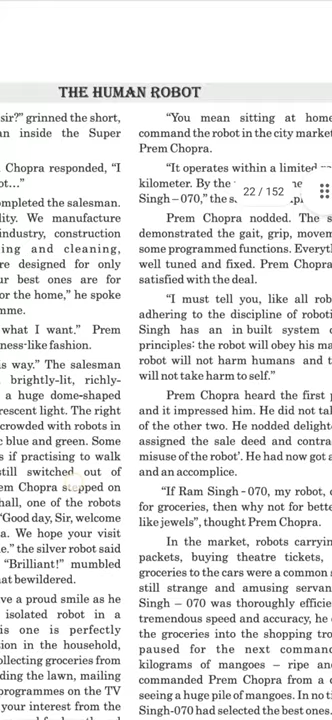 THE HUMAN ROBOT
sir?" grinned the short,
an inside the Super
Chopra responded, "I
ot..."
ompleted the salesman.
lity. We manufacture
industry, construction
ing and cleaning,
re designed for only
ur best ones are for
or the home," he spoke
mme.
what I want." Prem
ness-like fashion.
is way." The salesman
brightly-lit, richly-
a huge dome-shaped
rescent light. The right
crowded with robots in
c blue and green. Some
s if practising to walk
still switched out of
em Chopra stepped on
hall, one of the robots
"Good day, Sir, welcome
a. We hope your visit
e." the silver robot said
"Brilliant!" mumbled
hat bewildered.
ve a proud smile as he
isolated robot in a
is one is perfectly
tion in the household,
ollecting groceries from
ding the lawn, mailing
programmes on the TV
your interest from the
"You mean sitting at home
command the robot in the city market
Prem Chopra.
"It operates within a limited
kilometer. By the
Singh – 070," the s
22 / 152
Prem Chopra nodded. The s
demonstrated the gait, grip, movem
some programmed functions. Everyt
well tuned and fixed. Prem Chopra
satisfied with the deal.
"I must tell you, like all rob
adhering to the discipline of roboti
Singh has an in built system o
principles: the robot will obey his ma
robot will not harm humans and t
will not take harm to self."
Prem Chopra heard the first p
and it impressed him. He did not tal
of the other two. He nodded delight
assigned the sale deed and contra
misuse of the robot'. He had now got a
and an accomplice.
"If Ram Singh - 070, my robot, c
for groceries, then why not for bette
like jewels", thought Prem Chopra.
In the market, robots carryin
packets, buying theatre tickets,
groceries to the cars were a common s
still strange and amusing servan
Singh – 070 was thoroughly efficie
tremendous speed and accuracy, he c
the groceries into the shopping tro
paused for the next command
kilograms of mangoes – ripe an
commanded Prem Chopra from a c
seeing a huge pile of mangoes. In no ti
Singh-070 had selected the best ones.